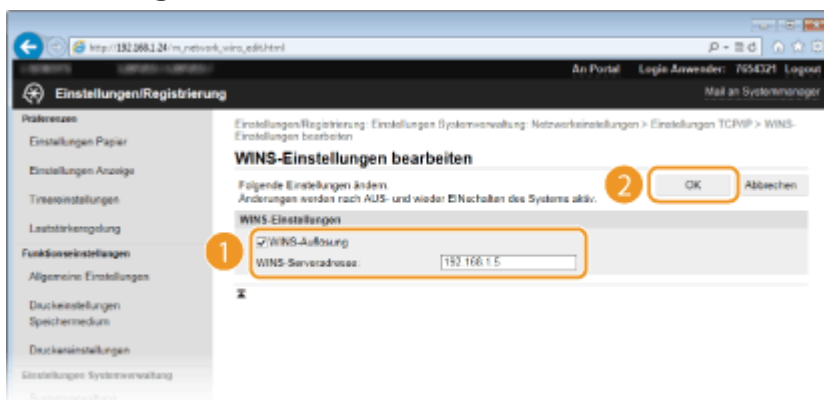 http://192.168.1.24/m_network_wins_edit.html
An Portal Login Anwender: 7654321 Logout
Einstellungen/Registrierung
Mail an Systemmanager
Präferenzen
Einstellungen Papier
Einstellungen Anzeige
Timereinstellungen
Lautstärkeregelung
Funktionseinstellungen
Allgemeine Einstellungen
Druckeinstellungen
Speichermedium
Druckereinstellungen
Einstellungen Systemverwaltung
Systemverwaltung
Einstellungen/Registrierung: Einstellungen Systemverwaltung: Netzwerkeinstellungen > Einstellungen TCP/IP > WINS-
Einstellungen bearbeiten
WINS-Einstellungen bearbeiten
Folgende Einstellungen ändern.
Änderungen werden nach AUS- und wieder EINschalten des Systems aktiv.
2
OK
Abbrechen
WINS-Einstellungen
1
WINS-Auflösung
WINS-Serveradresse:
192.168.1.5